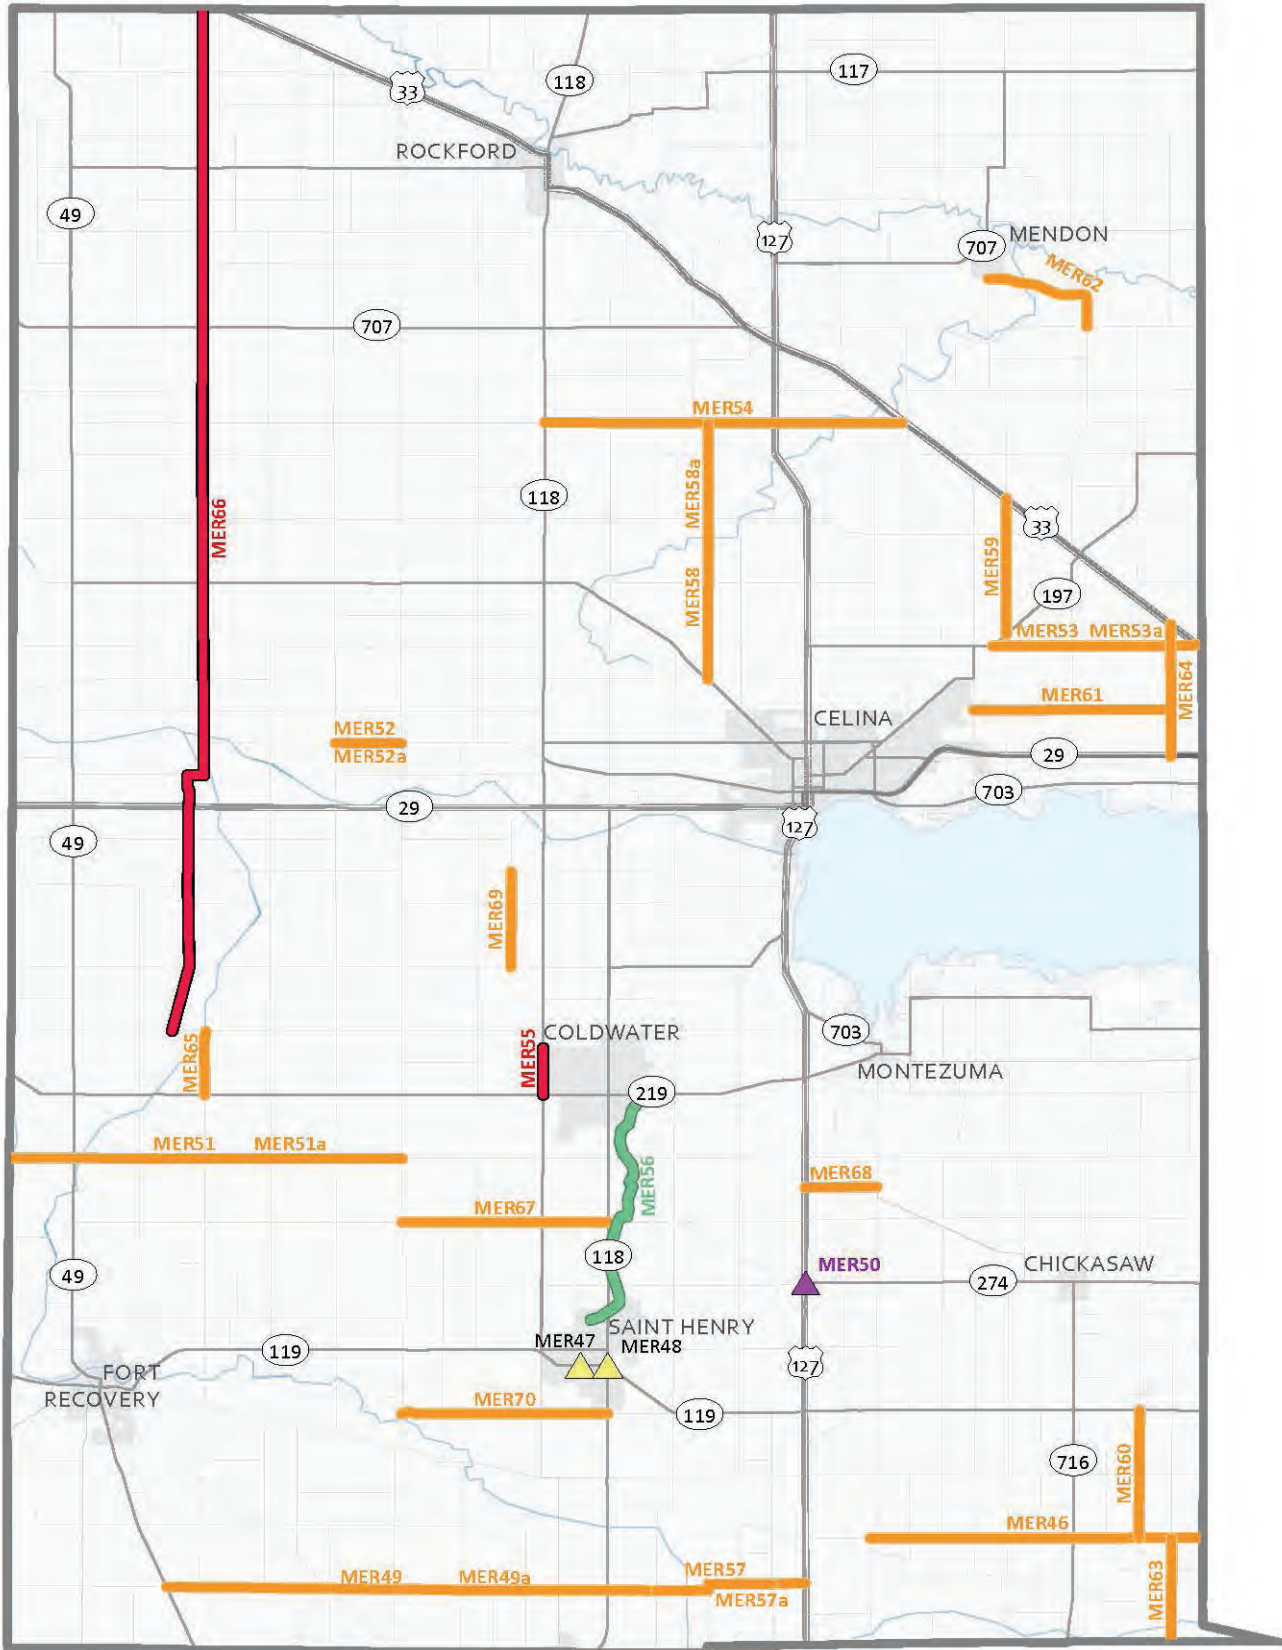 33
118
117
ROCKFORD
49
127
707
MENDON
MER62
707
MER54
MER66
118
MER58a
MER58
33
MER59
197
MER53
MER53a
MER64
MER61
CELINA
MER52
MER52a
29
703
29
127
49
MER69
MER55
COLDWATER
703
MONTEZUMA
MER65
219
MER51
MER51a
MER56
MER68
MER67
118
49
MER50
274
CHICKASAW
SAINT HENRY
MER47
MER48
119
127
FORT
RECOVERY
MER70
119
716
MER60
MER46
MER49
MER49a
MER57
MER57a
MER63